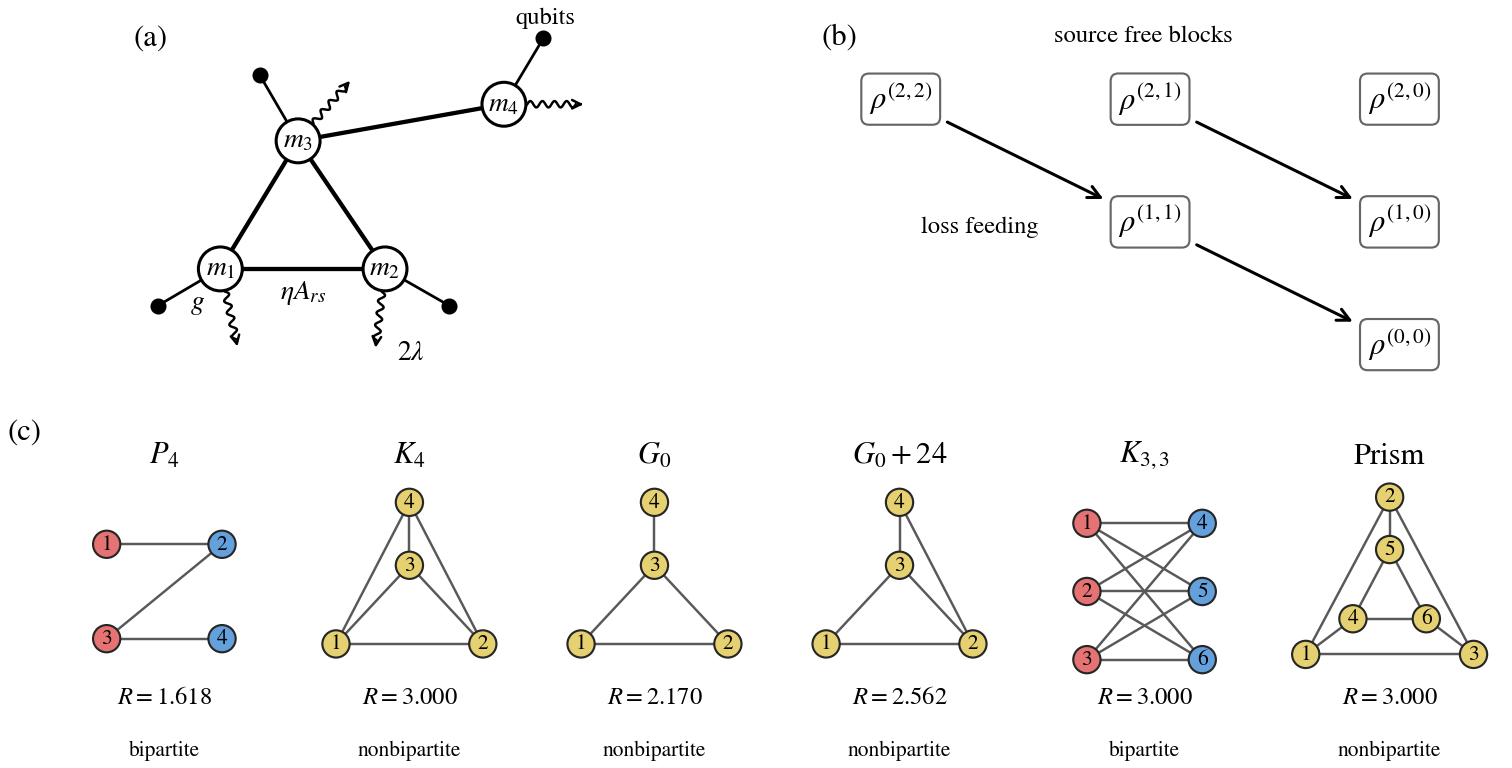 (a)
qubits
m₄
m₃
m₁
m₂
g
ηAᵣₛ
2λ
(b)
source free blocks
ρ^(2,2) ρ^(2,1) ρ^(2,0)
loss feeding
ρ^(1,1) ρ^(1,0)
ρ^(0,0)
(c)
P₄
1 2
3 4
R = 1.618
bipartite
K₄
4
3
1 2
R = 3.000
nonbipartite
G₀
4
3
1 2
R = 2.170
nonbipartite
G₀ + 24
4
3
1 2
R = 2.562
nonbipartite
K₃,₃
1 4
2 5
3 6
R = 3.000
bipartite
Prism
2
5
4 6
1 3
R = 3.000
nonbipartite